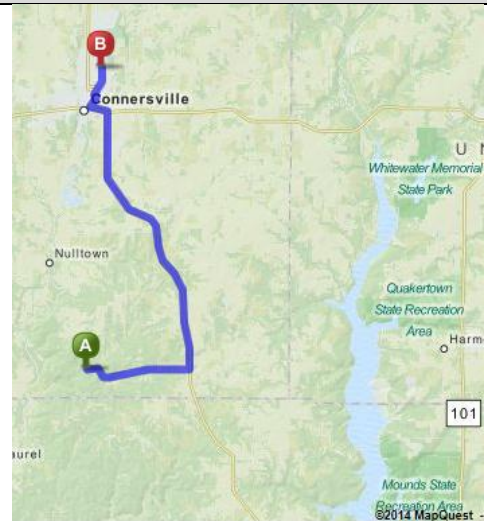 B
Connersville
U N
Whitewater Memorial
State Park
Nulltown
Quakertown
State Recreation
Area
Harm
A
101
aurel
Mounds State
Recreation Area
©2014 MapQuest -